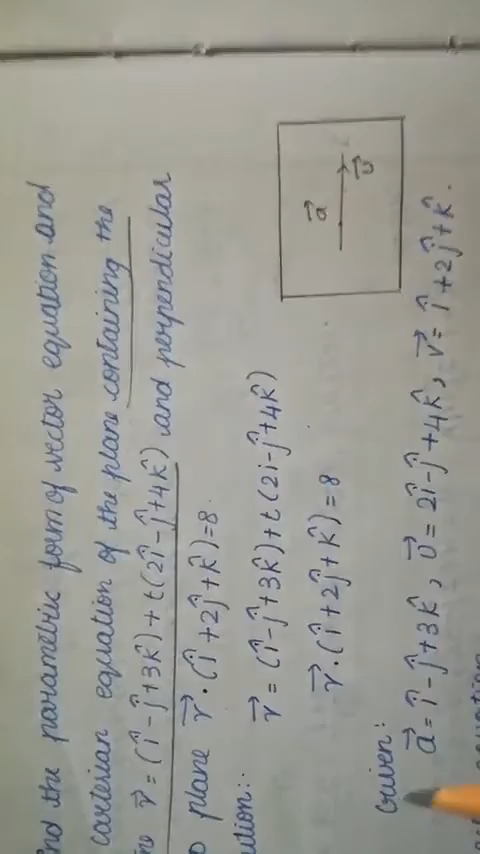 nd the parametric form of vector equation and
cartesian equation of the plane containing the
ne r⃗ = (î - ĵ + 3k̂) + t(2î - ĵ + 4k̂) and perpendicular
o plane r⃗ · (î + 2ĵ + k̂) = 8.
ution:
r⃗ = (î - ĵ + 3k̂) + t(2i - ĵ + 4k̂)
r⃗ · (î + 2ĵ + k̂) = 8
a⃗
u⃗
Given:
a⃗ = î - ĵ + 3k̂, u⃗ = 2î - ĵ + 4k̂, v⃗ = î + 2ĵ + k̂.